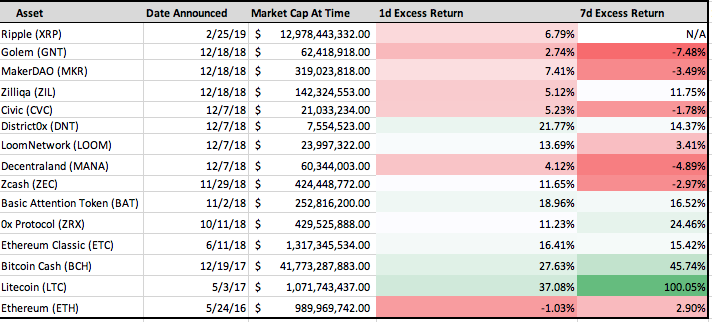 Asset Date Announced Market Cap At Time 1d Excess Return 7d Excess Return
Ripple (XRP) 2/25/19 $ 12,978,443,332.00 6.79% N/A
Golem (GNT) 12/18/18 $ 62,418,918.00 2.74% -7.48%
MakerDAO (MKR) 12/18/18 $ 319,023,818.00 7.41% -3.49%
Zilliqa (ZIL) 12/18/18 $ 142,324,553.00 5.12% 11.75%
Civic (CVC) 12/7/18 $ 21,033,234.00 5.23% -1.78%
District0x (DNT) 12/7/18 $ 7,554,523.00 21.77% 14.37%
LoomNetwork (LOOM) 12/7/18 $ 23,997,322.00 13.69% 3.41%
Decentraland (MANA) 12/7/18 $ 60,344,003.00 4.12% -4.89%
Zcash (ZEC) 11/29/18 $ 424,448,772.00 11.65% -2.97%
Basic Attention Token (BAT) 11/2/18 $ 252,816,200.00 18.96% 16.52%
0x Protocol (ZRX) 10/11/18 $ 429,525,888.00 11.23% 24.46%
Ethereum Classic (ETC) 6/11/18 $ 1,317,345,534.00 16.41% 15.42%
Bitcoin Cash (BCH) 12/19/17 $ 41,773,287,883.00 27.63% 45.74%
Litecoin (LTC) 5/3/17 $ 1,071,743,437.00 37.08% 100.05%
Ethereum (ETH) 5/24/16 $ 989,969,742.00 -1.03% 2.90%